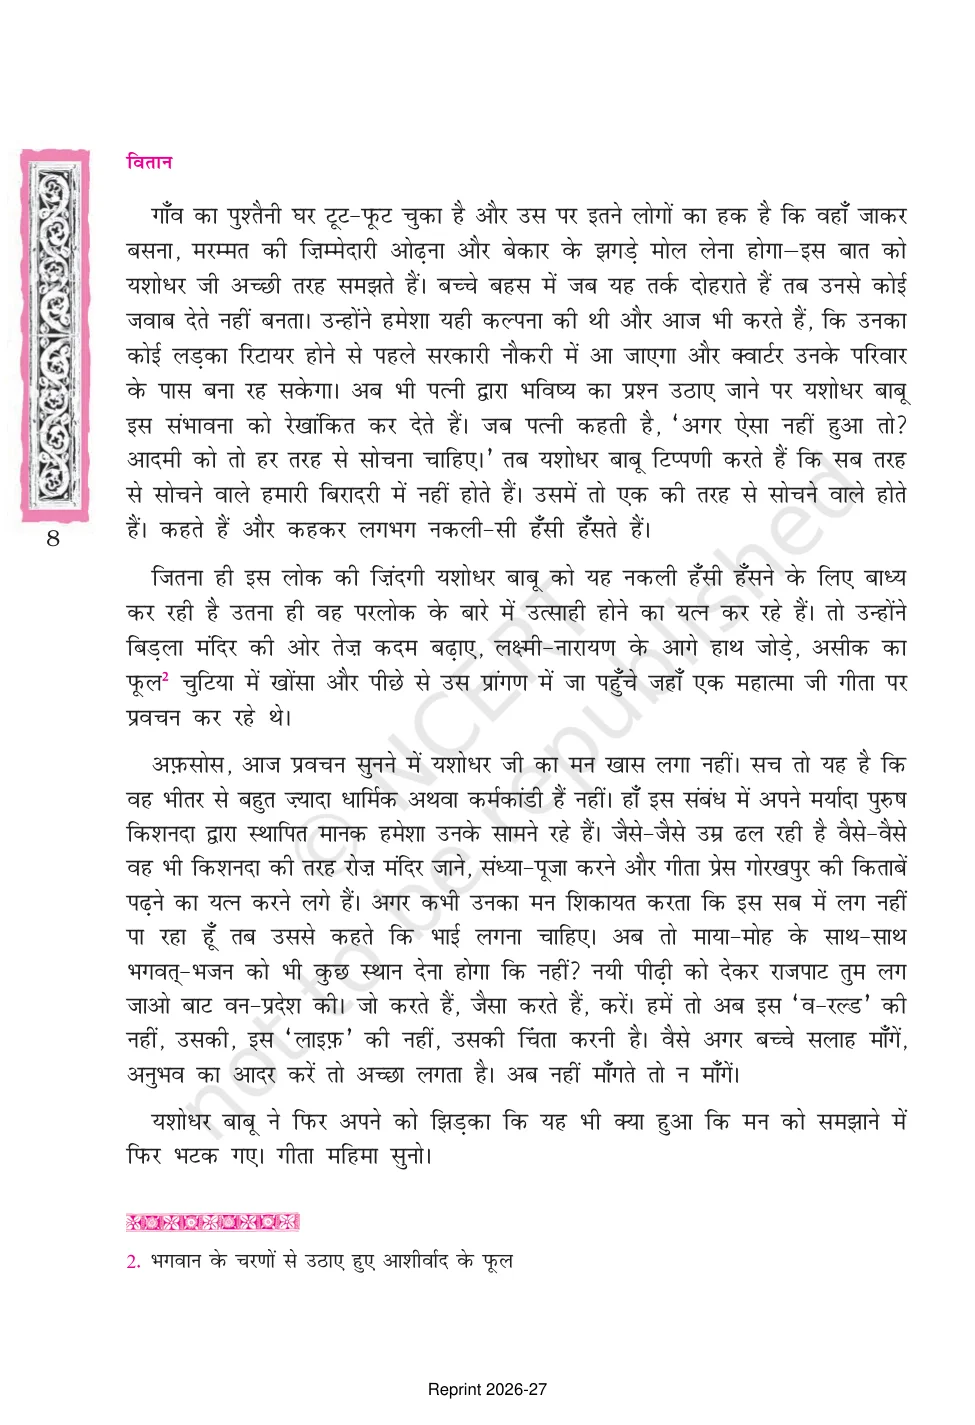 वितान
गाँव का पुश्तैनी घर टूट-फूट चुका है और उस पर इतने लोगों का हक है कि वहाँ जाकर
बसना, मरम्मत की ज़िम्मेदारी ओढ़ना और बेकार के झगड़े मोल लेना होगा—इस बात को
यशोधर जी अच्छी तरह समझते हैं। बच्चे बहस में जब यह तर्क दोहराते हैं तब उनसे कोई
जवाब देते नहीं बनता। उन्होंने हमेशा यही कल्पना की थी और आज भी करते हैं, कि उनका
कोई लड़का रिटायर होने से पहले सरकारी नौकरी में आ जाएगा और क्वार्टर उनके परिवार
के पास बना रह सकेगा। अब भी पत्नी द्वारा भविष्य का प्रश्न उठाए जाने पर यशोधर बाबू
इस संभावना को रेखांकित कर देते हैं। जब पत्नी कहती है, ‘अगर ऐसा नहीं हुआ तो?
आदमी को तो हर तरह से सोचना चाहिए।’ तब यशोधर बाबू टिप्पणी करते हैं कि सब तरह
से सोचने वाले हमारी बिरादरी में नहीं होते हैं। उसमें तो एक की तरह से सोचने वाले होते
हैं। कहते हैं और कहकर लगभग नकली-सी हँसी हँसते हैं।
8
जितना ही इस लोक की ज़िंदगी यशोधर बाबू को यह नकली हँसी हँसने के लिए बाध्य
कर रही है उतना ही वह परलोक के बारे में उत्साही होने का यत्न कर रहे हैं। तो उन्होंने
बिड़ला मंदिर की ओर तेज़ कदम बढ़ाए, लक्ष्मी-नारायण के आगे हाथ जोड़े, असीक का
फूल2 चुटिया में खोंसा और पीछे से उस प्रांगण में जा पहुँचे जहाँ एक महात्मा जी गीता पर
प्रवचन कर रहे थे।
अफ़सोस, आज प्रवचन सुनने में यशोधर जी का मन खास लगा नहीं। सच तो यह है कि
वह भीतर से बहुत ज़्यादा धार्मिक अथवा कर्मकांडी हैं नहीं। हाँ इस संबंध में अपने मर्यादा पुरुष
किशनदा द्वारा स्थापित मानक हमेशा उनके सामने रहे हैं। जैसे-जैसे उम्र ढल रही है वैसे-वैसे
वह भी किशनदा की तरह रोज़ मंदिर जाने, संध्या-पूजा करने और गीता प्रेस गोरखपुर की किताबें
पढ़ने का यत्न करने लगे हैं। अगर कभी उनका मन शिकायत करता कि इस सब में लग नहीं
पा रहा हूँ तब उससे कहते कि भाई लगना चाहिए। अब तो माया-मोह के साथ-साथ
भगवत्-भजन को भी कुछ स्थान देना होगा कि नहीं? नयी पीढ़ी को देकर राजपाट तुम लग
जाओ बाट वन-प्रदेश की। जो करते हैं, जैसा करते हैं, करें। हमें तो अब इस ‘व-रल्ड’ की
नहीं, उसकी, इस ‘लाइफ़’ की नहीं, उसकी चिंता करनी है। वैसे अगर बच्चे सलाह माँगें,
अनुभव का आदर करें तो अच्छा लगता है। अब नहीं माँगते तो न माँगें।
यशोधर बाबू ने फिर अपने को झिड़का कि यह भी क्या हुआ कि मन को समझाने में
फिर भटक गए। गीता महिमा सुनो।
2. भगवान के चरणों से उठाए हुए आशीर्वाद के फूल
© NCERT
not to be republished
Reprint 2026-27